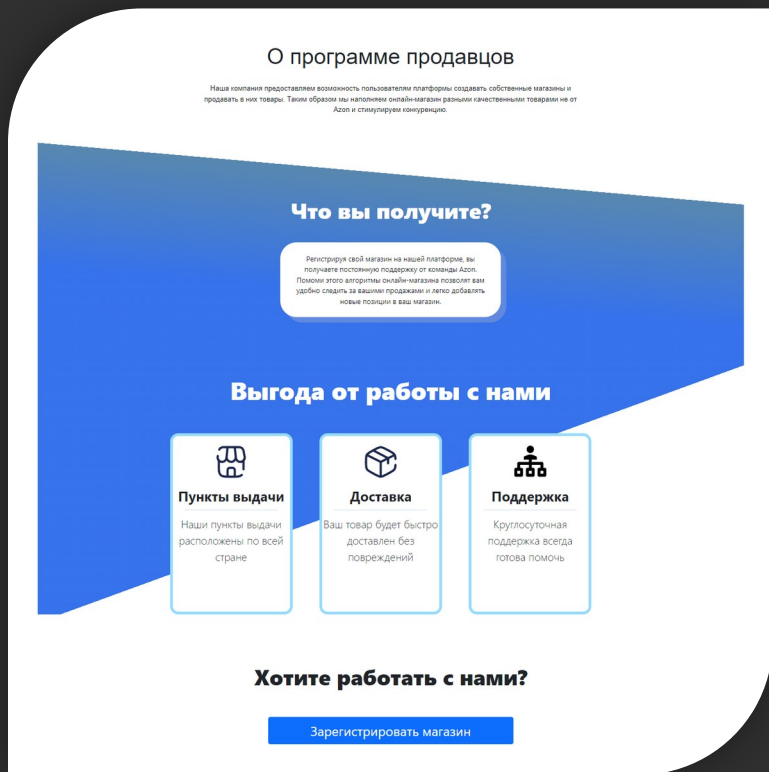 О программе продавцов
Наша компания предоставляем возможность пользователям платформы создавать собственные магазины и
продавать в них товары. Таким образом мы наполняем онлайн-магазин разными качественными товарами не от
Azon и стимулируем конкуренцию.
Что вы получите?
Регистрируя свой магазин на нашей платформе, вы
получаете постоянную поддержку от команды Azon.
Помоми этого алгоритмы онлайн-магазина позволят вам
удобно следить за вашими продажами и легко добавлять
новые позиции в ваш магазин.
Выгода от работы с нами
Пункты выдачи
Наши пункты выдачи
расположены по всей
стране
Доставка
Ваш товар будет быстро
доставлен без
повреждений
Поддержка
Круглосуточная
поддержка всегда
готова помочь
Хотите работать с нами?
Зарегистрировать магазин